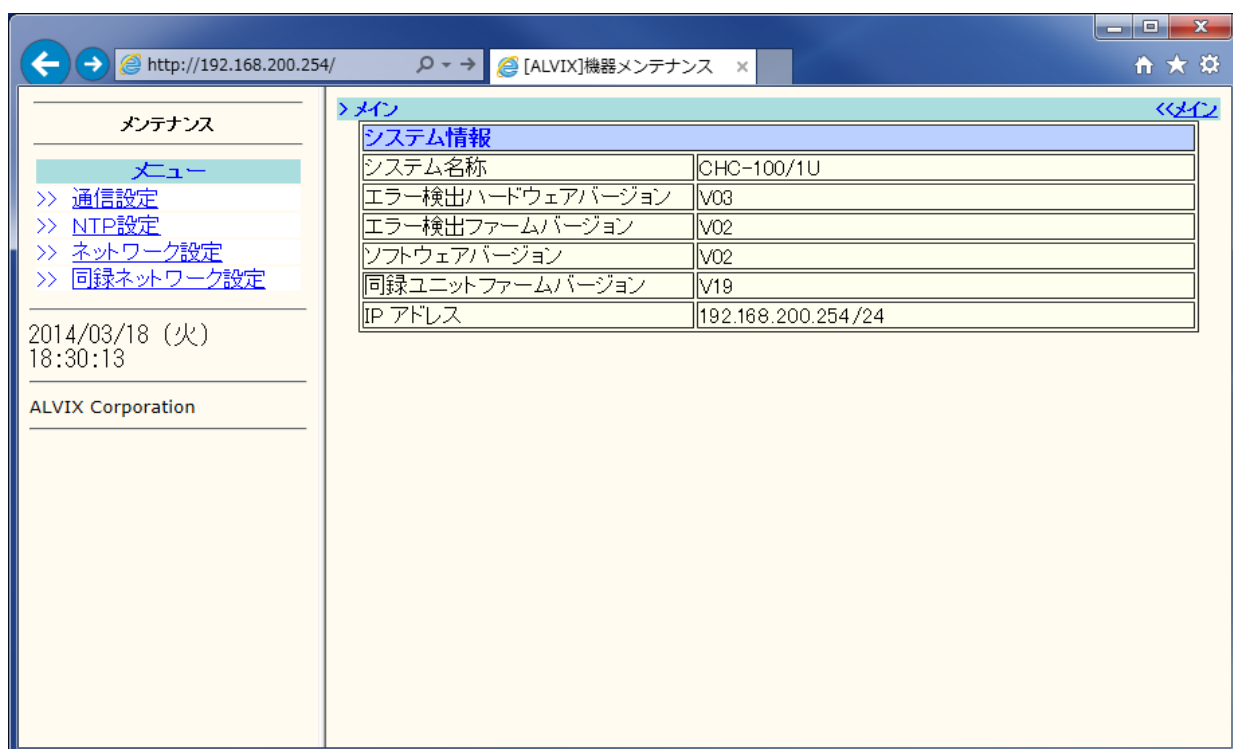 http://192.168.200.254/
[ALVIX]機器メンテナンス
メンテナンス
メニュー
>> 通信設定
>> NTP設定
>> ネットワーク設定
>> 同録ネットワーク設定
2014/03/18 (火)
18:30:13
ALVIX Corporation
> メイン <<メイン
システム情報
システム名称 CHC-100/1U
エラー検出ハードウェアバージョン V03
エラー検出ファームバージョン V02
ソフトウェアバージョン V02
同録ユニットファームバージョン V19
IP アドレス 192.168.200.254/24